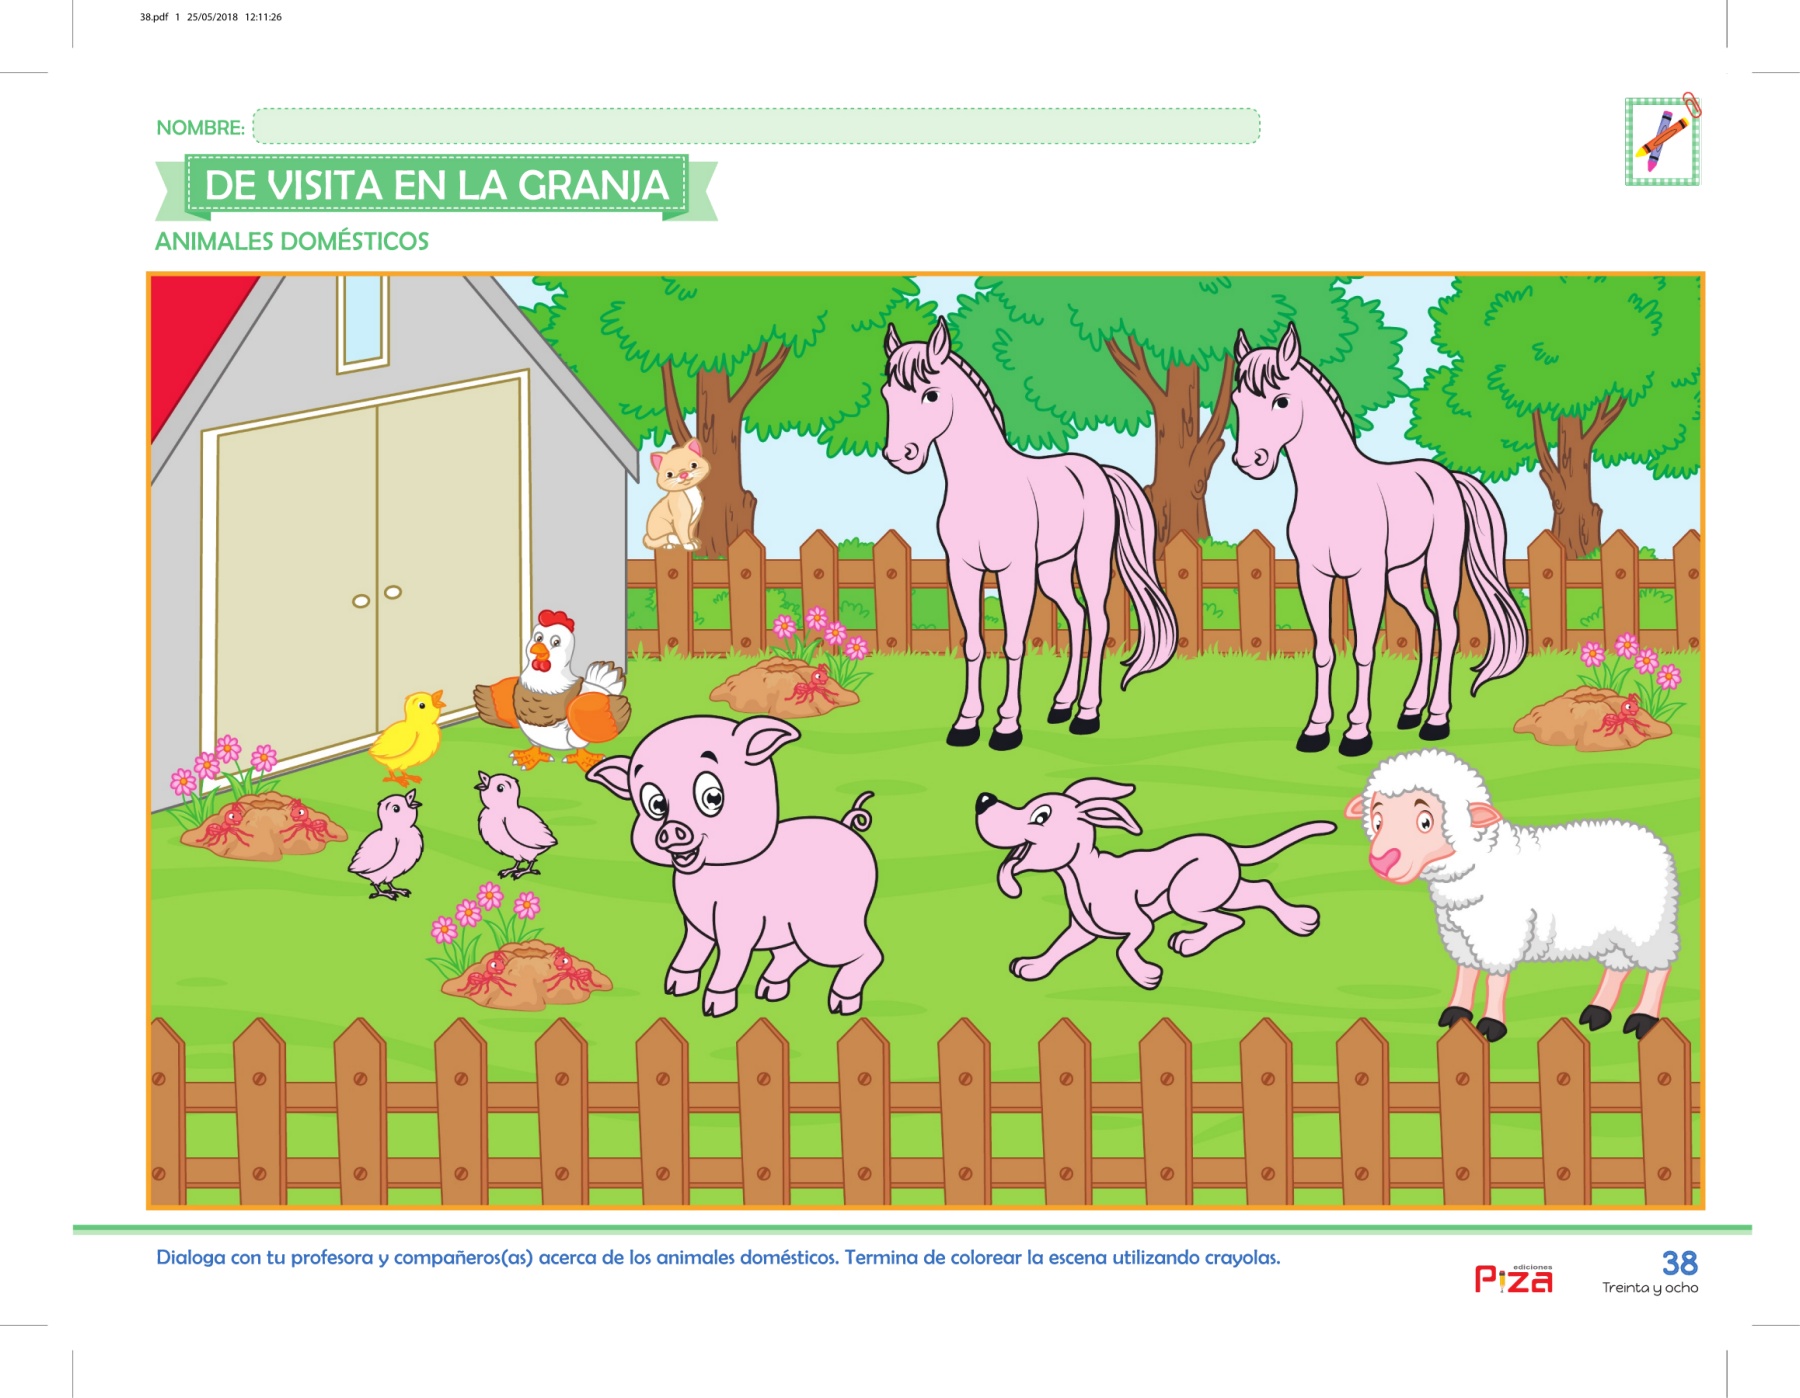 38.pdf 1 25/05/2018 12:11:26
NOMBRE:
DE VISITA EN LA GRANJA
ANIMALES DOMÉSTICOS
Dialoga con tu profesora y compañeros(as) acerca de los animales domésticos. Termina de colorear la escena utilizando crayolas.
ediciones
Piza
38
Treinta y ocho